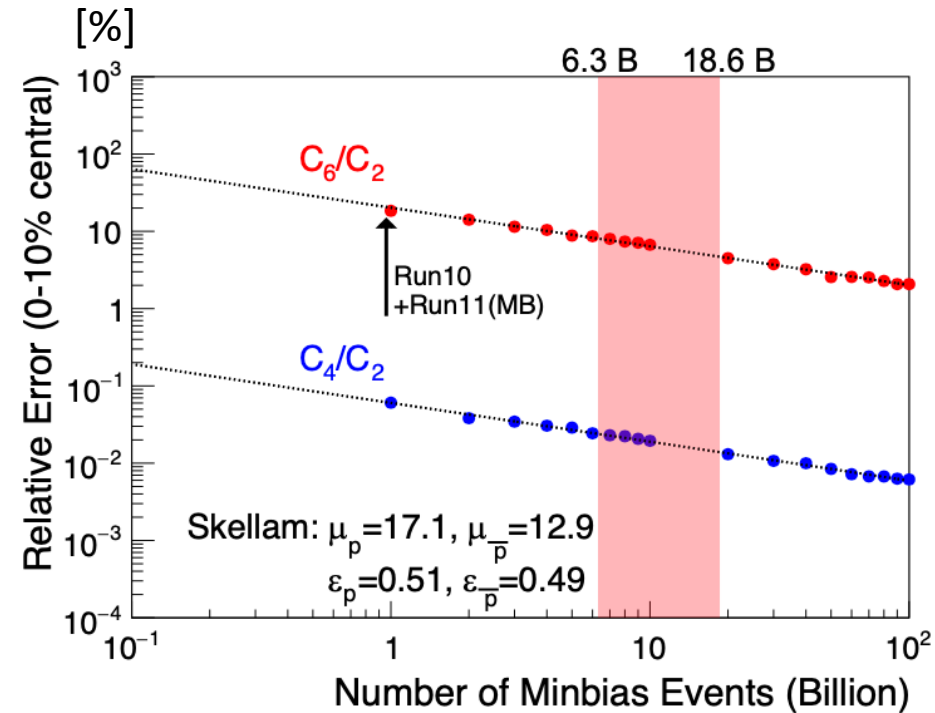 [%]
6.3 B 18.6 B
10³
10²
10
1
10⁻¹
10⁻²
10⁻³
10⁻⁴
Relative Error (0-10% central)
C₆/C₂
Run10
+Run11(MB)
C₄/C₂
Skellam: μₚ=17.1, μ_p̅=12.9
εₚ=0.51, ε_p̅=0.49
10⁻¹ 1 10 10²
Number of Minbias Events (Billion)